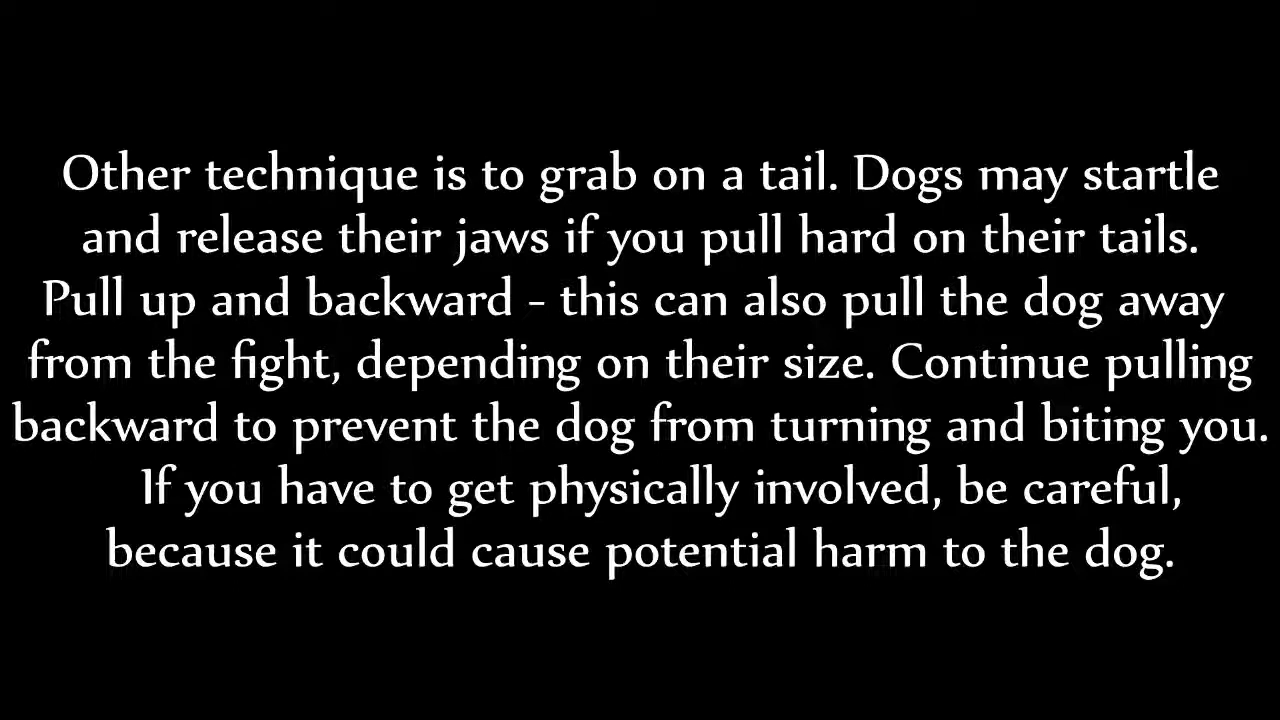 Other technique is to grab on a tail. Dogs may startle
and release their jaws if you pull hard on their tails.
Pull up and backward - this can also pull the dog away
from the fight, depending on their size. Continue pulling
backward to prevent the dog from turning and biting you.
If you have to get physically involved, be careful,
because it could cause potential harm to the dog.